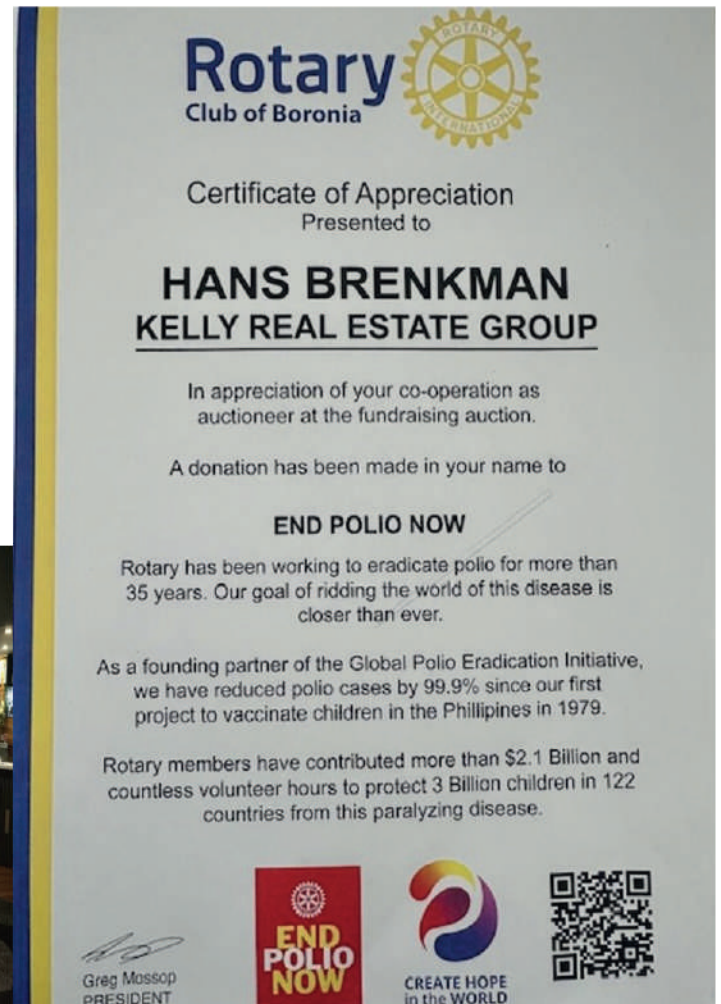 Rotary
Club of Boronia
ROTARY
INTERNATIONAL
Certificate of Appreciation
Presented to
HANS BRENKMAN
KELLY REAL ESTATE GROUP
In appreciation of your co-operation as
auctioneer at the fundraising auction.
A donation has been made in your name to
END POLIO NOW
Rotary has been working to eradicate polio for more than
35 years. Our goal of ridding the world of this disease is
closer than ever.
As a founding partner of the Global Polio Eradication Initiative,
we have reduced polio cases by 99.9% since our first
project to vaccinate children in the Phillipines in 1979.
Rotary members have contributed more than $2.1 Billion and
countless volunteer hours to protect 3 Billion children in 122
countries from this paralyzing disease.
Greg Mossop
PRESIDENT
END
POLIO
NOW
CREATE HOPE
in the WORLD